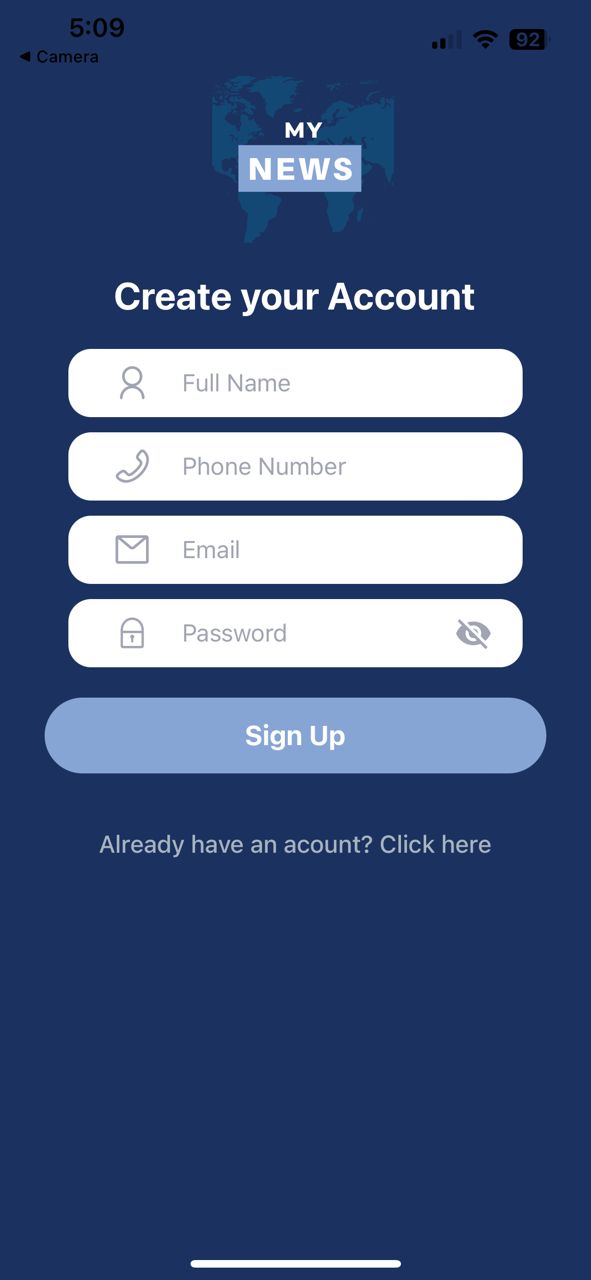 5:09
92
◀ Camera
MY
NEWS
Create your Account
Full Name
Phone Number
Email
Password
Sign Up
Already have an acount? Click here